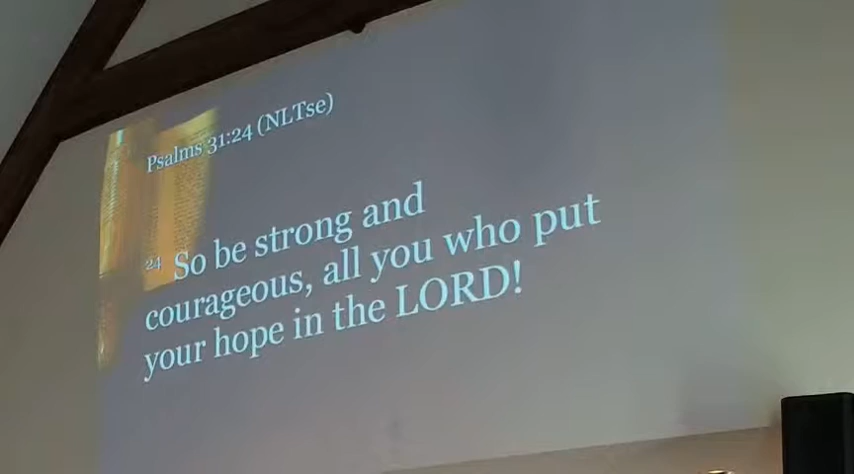 Psalms 31:24 (NLTse)
24 So be strong and
courageous, all you who put
your hope in the LORD!